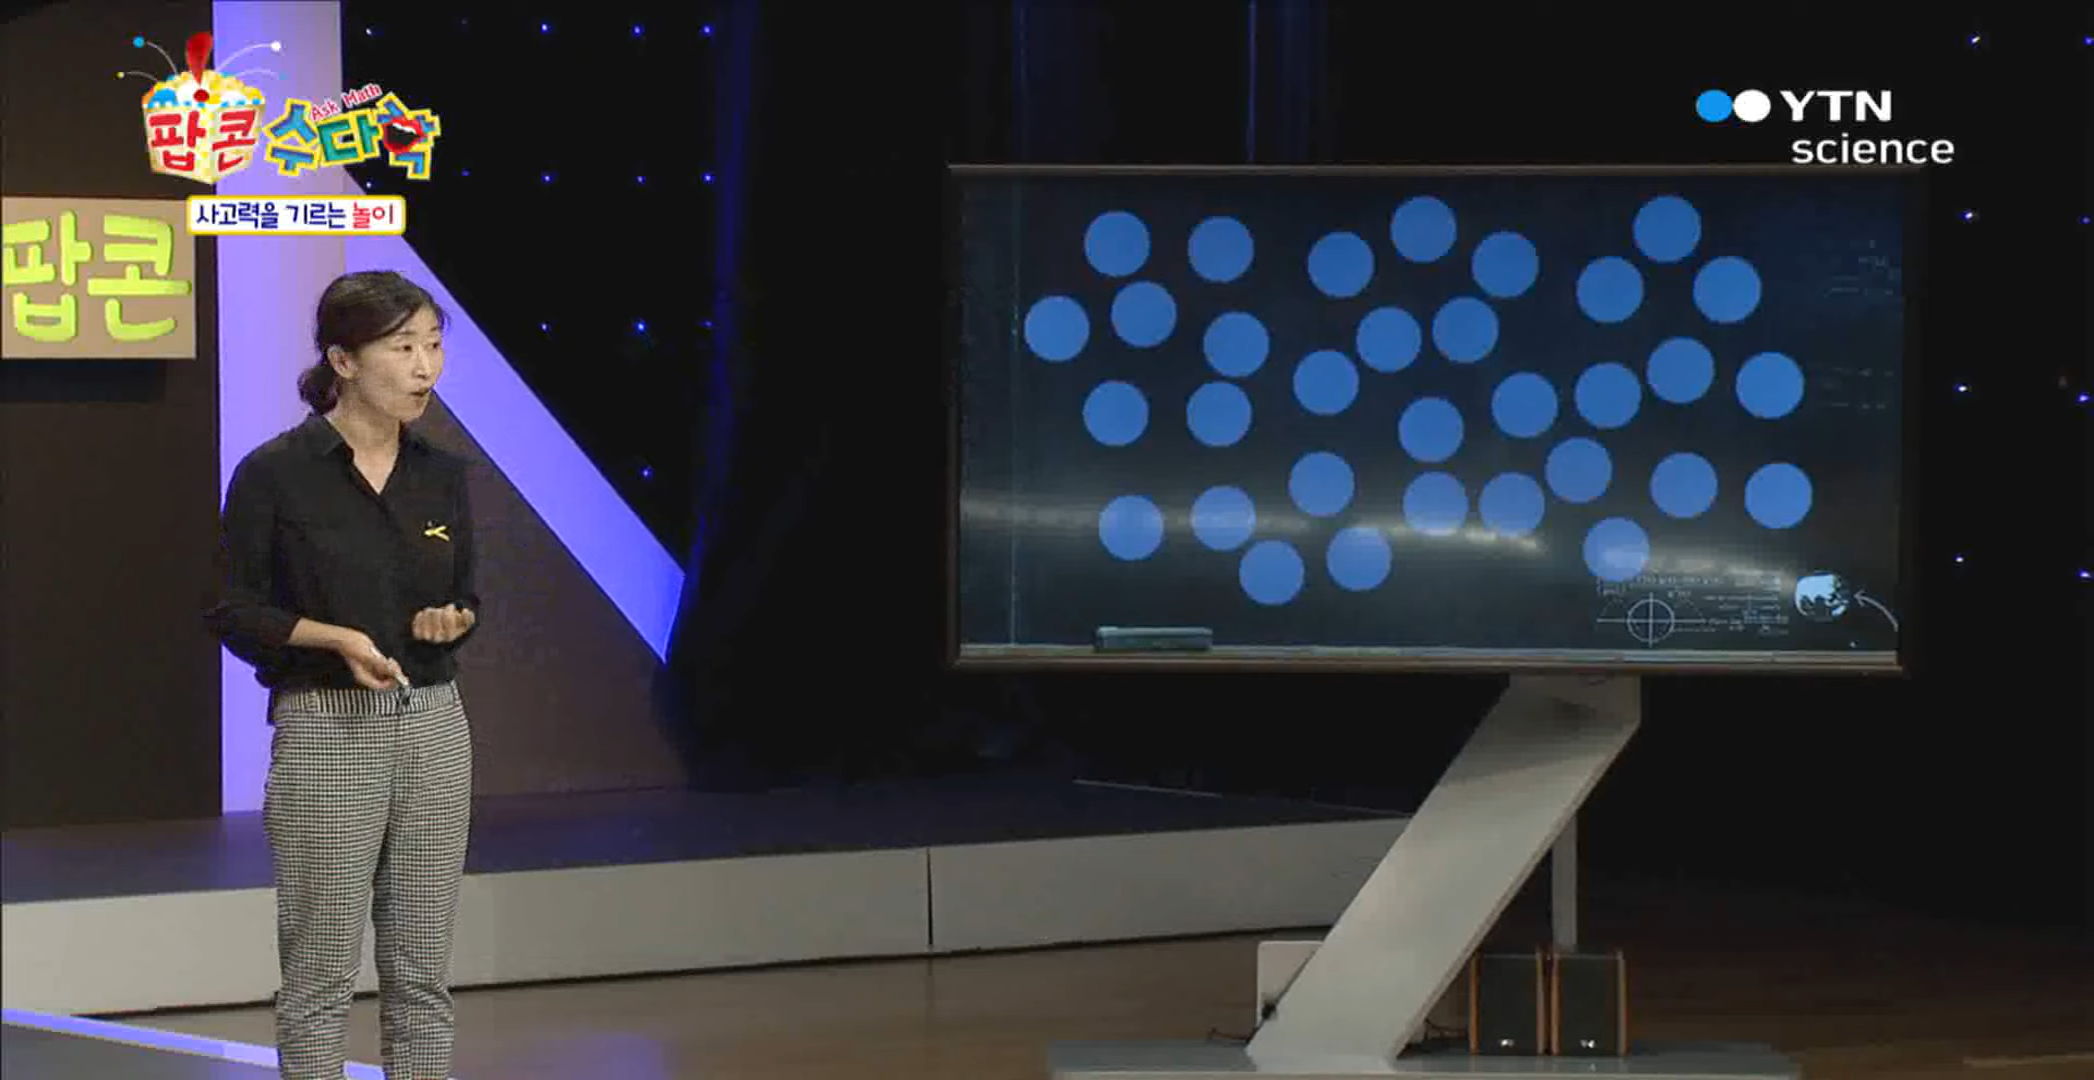 Ask Math
팝콘 수다학
사고력을 기르는 놀이
YTN
science
팝콘